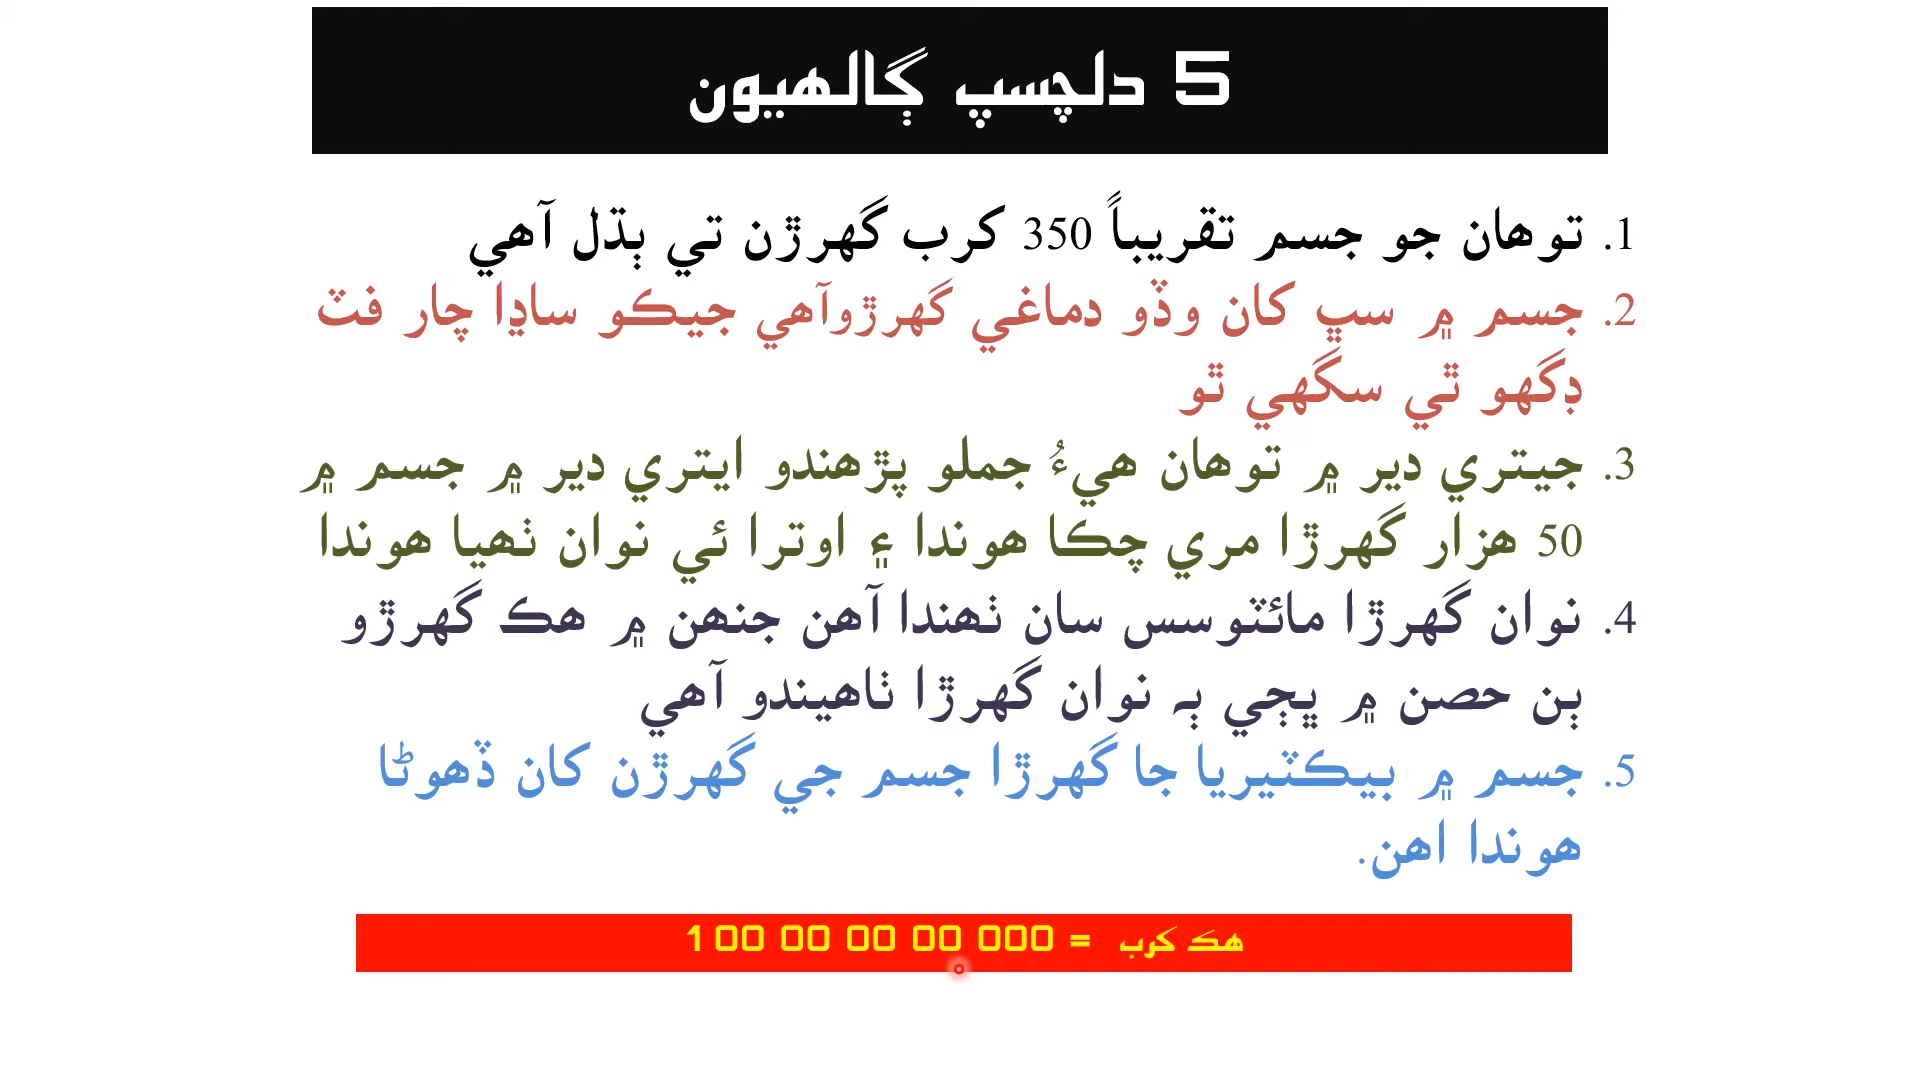 5 دلچسپ ڳالهيون
1. توهان جو جسم تقريباً 350 کرب گهرڙن تي ٻڌل آهي
2. جسم ۾ سڀ کان وڏو دماغي گهرڙوآهي جيڪو ساڍا چار فٽ
ڊگهو ٿي سگهي ٿو
3. جيتري دير ۾ توهان هيءُ جملو پڙهندو ايتري دير ۾ جسم ۾
50 هزار گهرڙا مري چڪا هوندا ۽ اوترا ئي نوان ٺهيا هوندا
4. نوان گهرڙا مائٽوسس سان ٺهندا آهن جنهن ۾ هڪ گهرڙو
ٻن حصن ۾ ڀڃي ٻہ نوان گهرڙا ٺاهيندو آهي
5. جسم ۾ بيڪٽيريا جا گهرڙا جسم جي گهرڙن کان ڏهوڻا
هوندا اهن.
هڪ کرب = 100 00 00 00 000